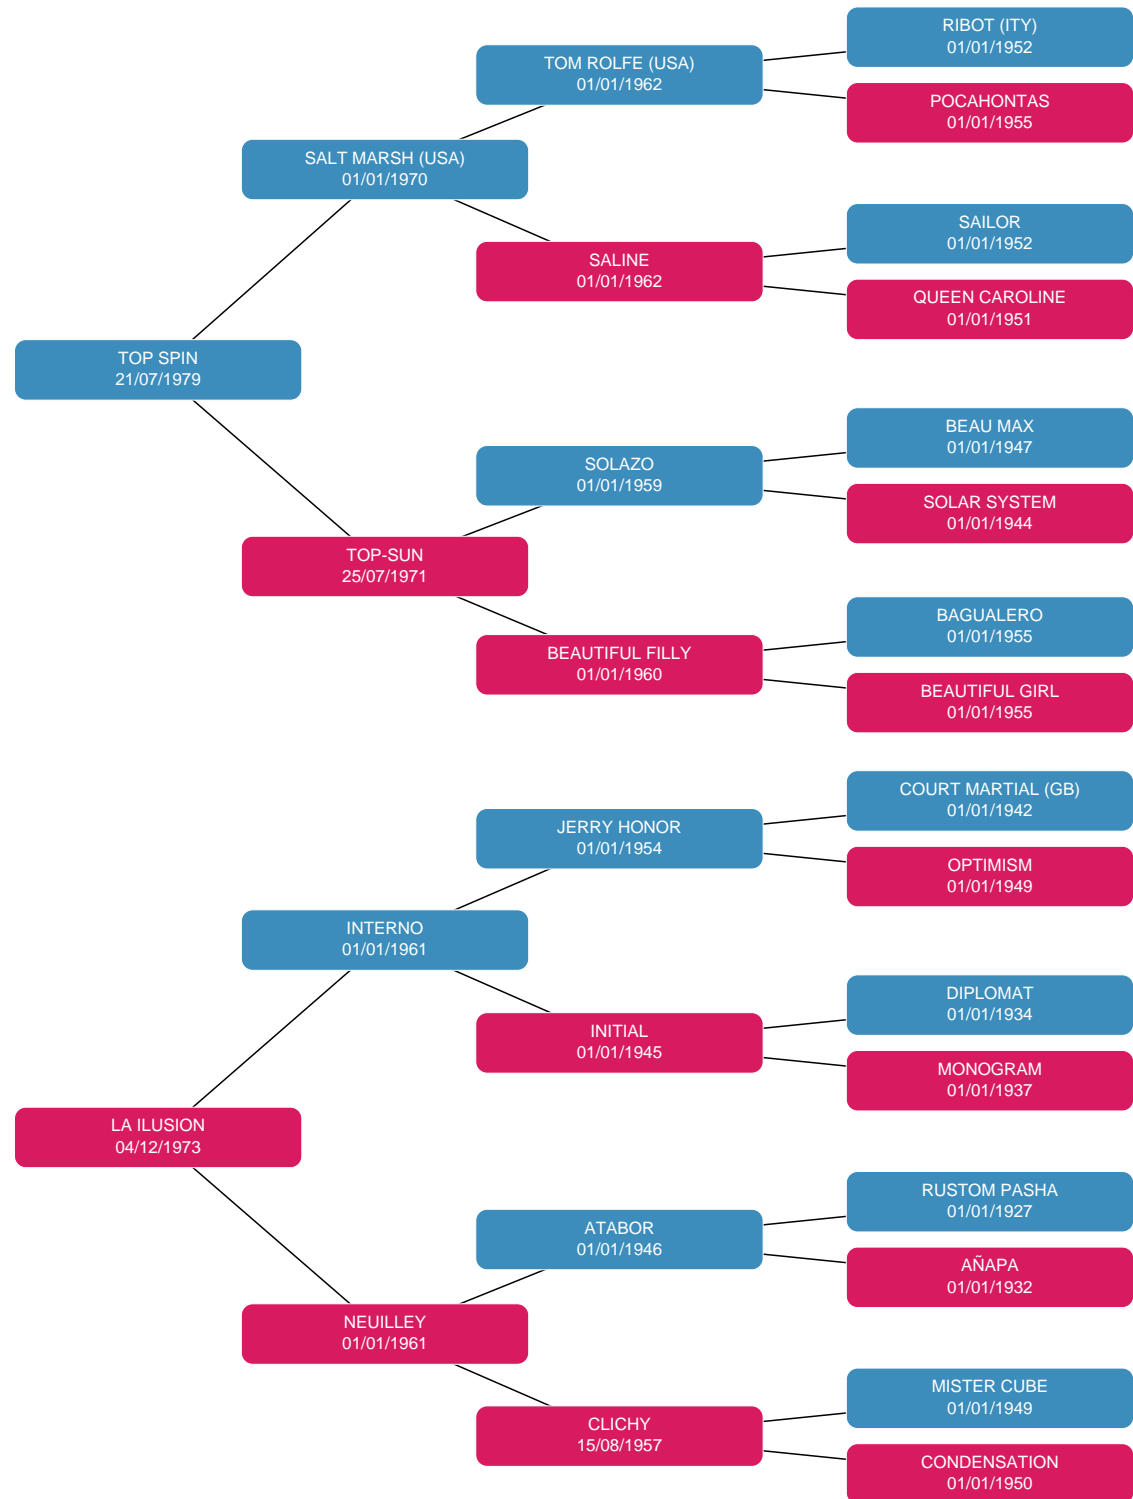 RIBOT (ITY)
01/01/1952
TOM ROLFE (USA)
01/01/1962
POCAHONTAS
01/01/1955
SALT MARSH (USA)
01/01/1970
SAILOR
01/01/1952
SALINE
01/01/1962
QUEEN CAROLINE
01/01/1951
TOP SPIN
21/07/1979
BEAU MAX
01/01/1947
SOLAZO
01/01/1959
SOLAR SYSTEM
01/01/1944
TOP-SUN
25/07/1971
BAGUALERO
01/01/1955
BEAUTIFUL FILLY
01/01/1960
BEAUTIFUL GIRL
01/01/1955
COURT MARTIAL (GB)
01/01/1942
JERRY HONOR
01/01/1954
OPTIMISM
01/01/1949
INTERNO
01/01/1961
DIPLOMAT
01/01/1934
INITIAL
01/01/1945
MONOGRAM
01/01/1937
LA ILUSION
04/12/1973
RUSTOM PASHA
01/01/1927
ATABOR
01/01/1946
AÑAPA
01/01/1932
NEUILLEY
01/01/1961
MISTER CUBE
01/01/1949
CLICHY
15/08/1957
CONDENSATION
01/01/1950